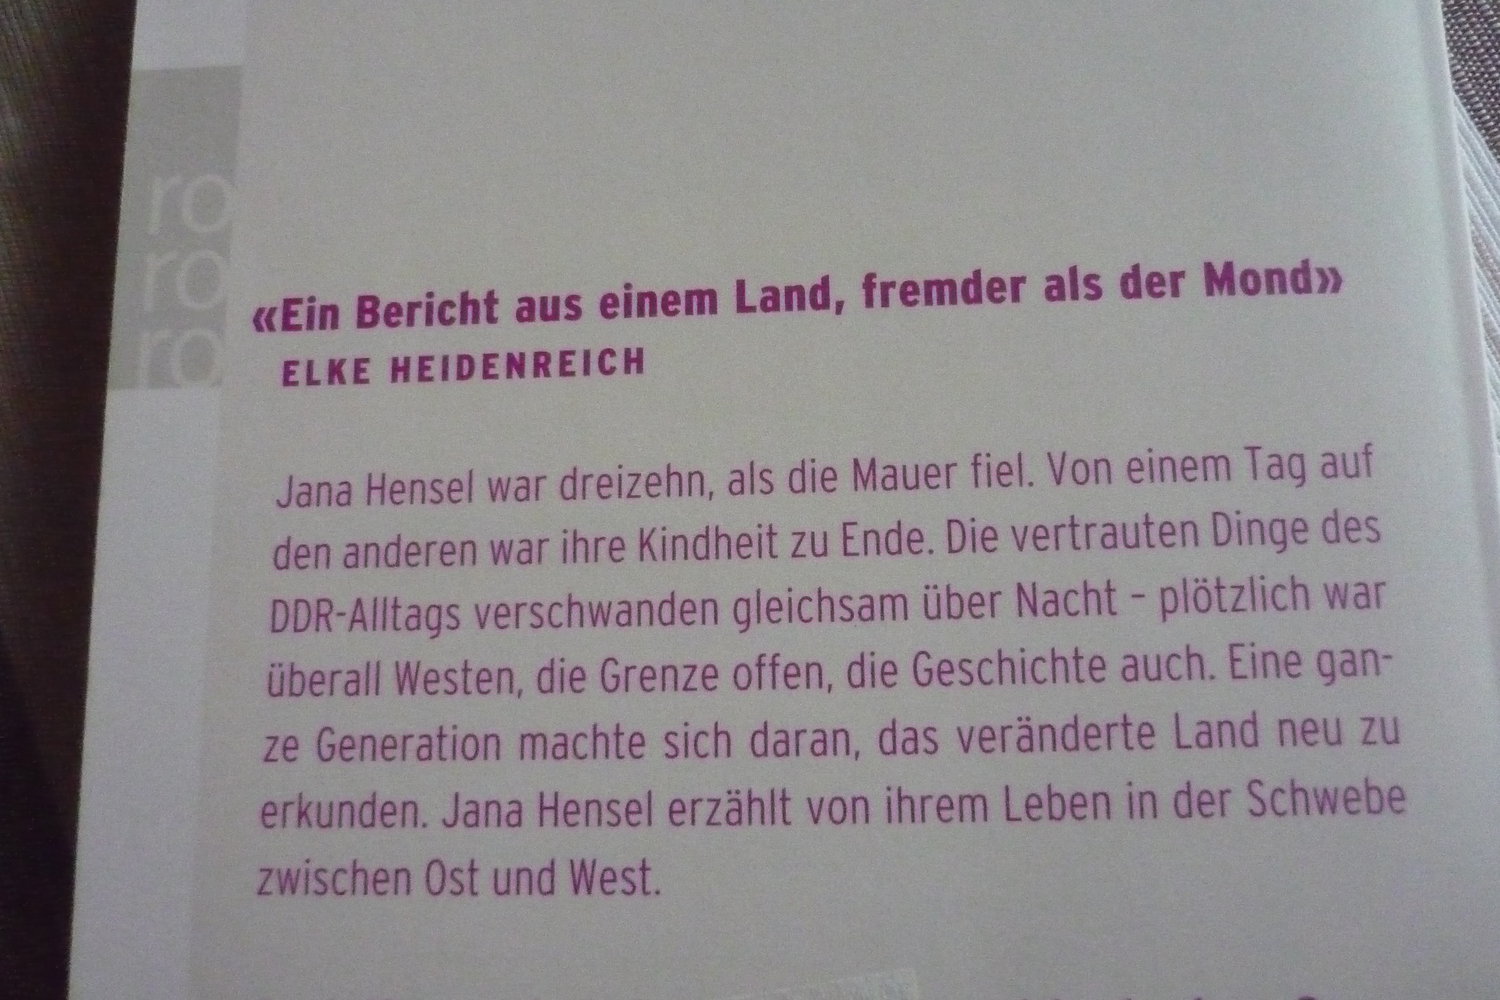 ro
ro
ro
«Ein Bericht aus einem Land, fremder als der Mond»
ELKE HEIDENREICH
Jana Hensel war dreizehn, als die Mauer fiel. Von einem Tag auf
den anderen war ihre Kindheit zu Ende. Die vertrauten Dinge des
DDR-Alltags verschwanden gleichsam über Nacht – plötzlich war
überall Westen, die Grenze offen, die Geschichte auch. Eine gan-
ze Generation machte sich daran, das veränderte Land neu zu
erkunden. Jana Hensel erzählt von ihrem Leben in der Schwebe
zwischen Ost und West.